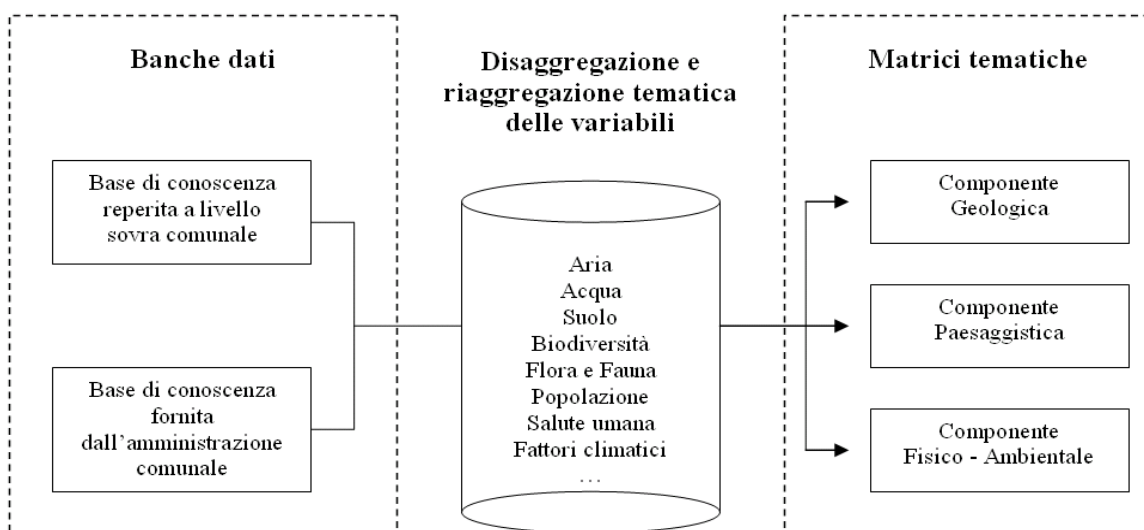 Banche dati
Base di conoscenza
reperita a livello
sovra comunale
Base di conoscenza
fornita
dall'amministrazione
comunale
Disaggregazione e
riaggregazione tematica
delle variabili
Aria
Acqua
Suolo
Biodiversità
Flora e Fauna
Popolazione
Salute umana
Fattori climatici
…
Matrici tematiche
Componente
Geologica
Componente
Paesaggistica
Componente
Fisico - Ambientale